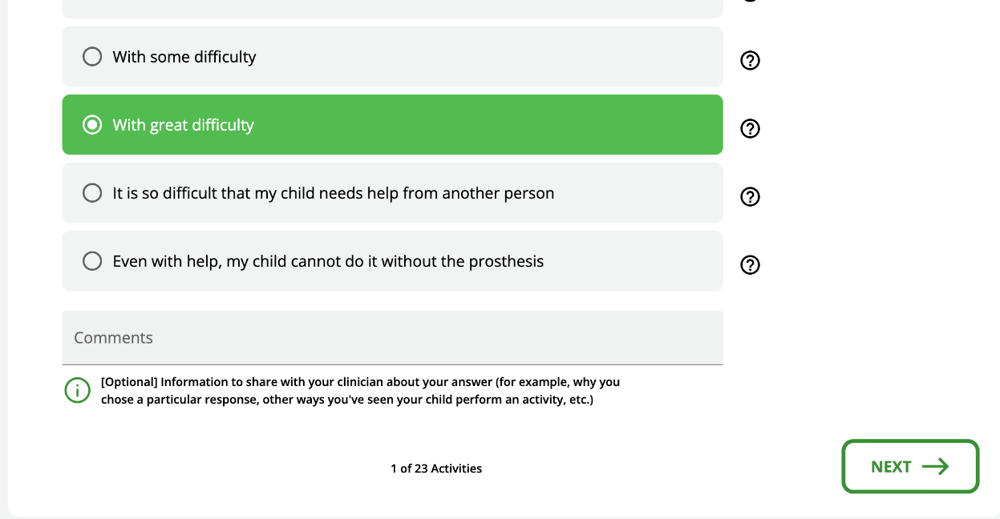 With some difficulty
With great difficulty
It is so difficult that my child needs help from another person
Even with help, my child cannot do it without the prosthesis
Comments
[Optional] Information to share with your clinician about your answer (for example, why you
chose a particular response, other ways you've seen your child perform an activity, etc.)
1 of 23 Activities
NEXT